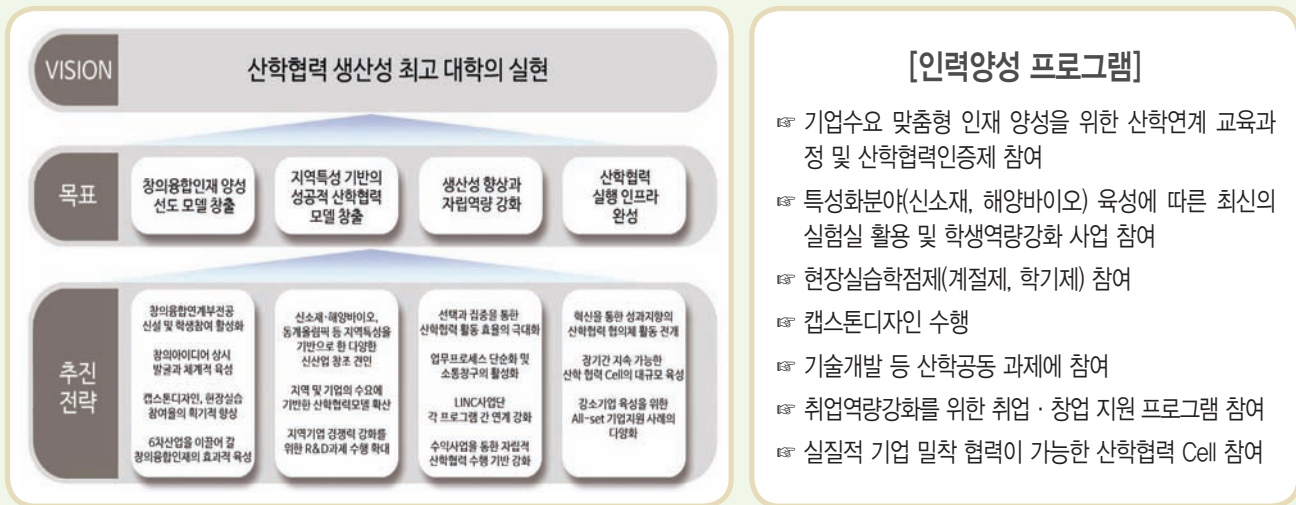 VISION
산학협력 생산성 최고 대학의 실현
목표
창의융합인재 양성
선도 모델 창출
지역특성 기반의
성공적 산학협력
모델 창출
생산성 향상과
자립역량 강화
산학협력
실행 인프라
완성
추진
전략
창의융합연계부전공
신설 및 학생참여 활성화
창의아이디어 상시
발굴과 체계적 육성
캡스톤디자인, 현장실습
참여율의 획기적 향상
6차산업을 이끌어 갈
창의융합인재의 효과적 육성
신소재·해양바이오,
동계올림픽 등 지역특성을
기반으로 한 다양한
신산업 창조 견인
지역 및 기업의 수요에
기반한 산학협력모델 확산
지역기업 경쟁력 강화를
위한 R&D과제 수행 확대
선택과 집중을 통한
산학협력 활동 효율의 극대화
업무프로세스 단순화 및
소통창구의 활성화
LINC사업단
각 프로그램 간 연계 강화
수익사업을 통한 자립적
산학협력 수행 기반 강화
혁신을 통한 성과지향의
산학협력 협의체 활동 전개
장기간 지속 가능한
산학 협력 Cell의 대규모 육성
강소기업 육성을 위한
All-set 기업지원 사례의
다양화
[인력양성 프로그램]
☞ 기업수요 맞춤형 인재 양성을 위한 산학연계 교육과
정 및 산학협력인증제 참여
☞ 특성화분야(신소재, 해양바이오) 육성에 따른 최신의
실험실 활용 및 학생역량강화 사업 참여
☞ 현장실습학점제(계절제, 학기제) 참여
☞ 캡스톤디자인 수행
☞ 기술개발 등 산학공동 과제에 참여
☞ 취업역량강화를 위한 취업 · 창업 지원 프로그램 참여
☞ 실질적 기업 밀착 협력이 가능한 산학협력 Cell 참여